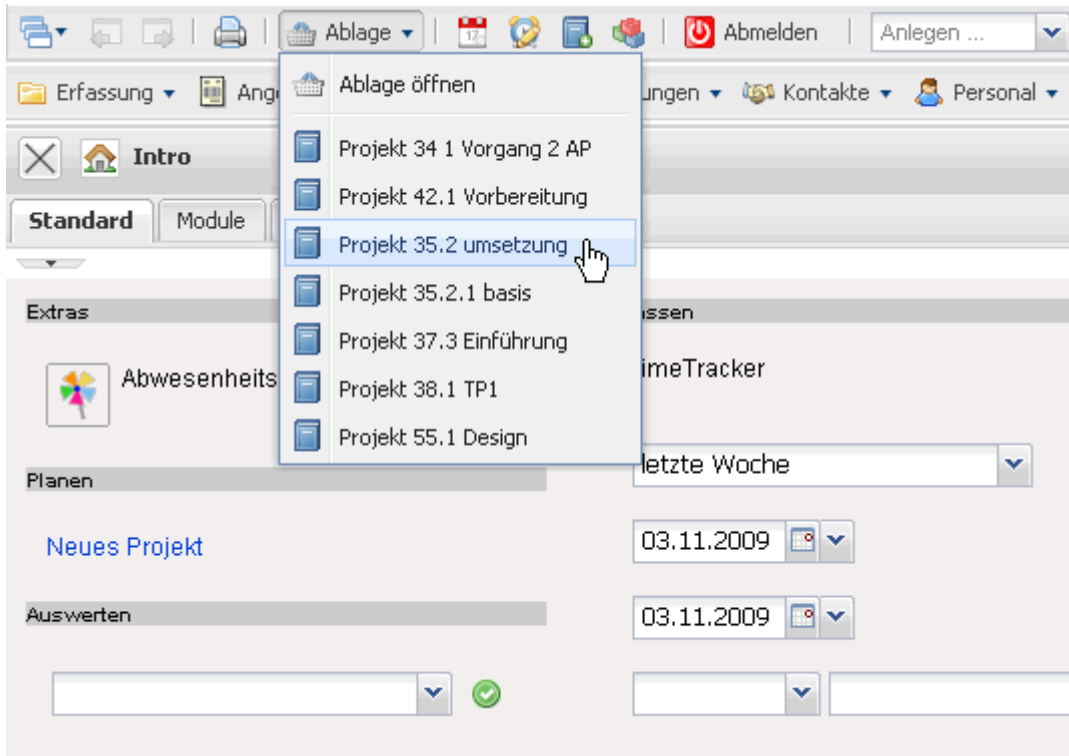 Ablage Abmelden Anlegen ...
Erfassung Ang ungen Kontakte Personal
Ablage öffnen
Projekt 34 1 Vorgang 2 AP
Projekt 42.1 Vorbereitung
Projekt 35.2 umsetzung
Projekt 35.2.1 basis
Projekt 37.3 Einführung
Projekt 38.1 TP1
Projekt 55.1 Design
Intro
Standard Module
Extras ssen
Abwesenheits imeTracker
letzte Woche
Planen
Neues Projekt 03.11.2009
Auswerten 03.11.2009